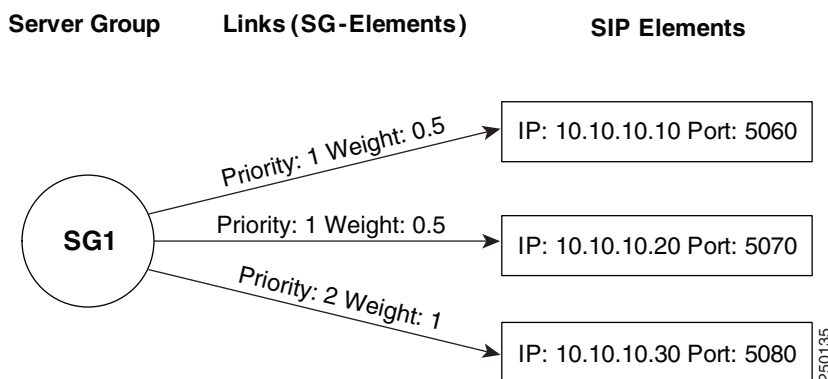 Server Group
Links (SG-Elements)
SIP Elements
Priority: 1 Weight: 0.5
IP: 10.10.10.10 Port: 5060
SG1
Priority: 1 Weight: 0.5
IP: 10.10.10.20 Port: 5070
Priority: 2 Weight: 1
IP: 10.10.10.30 Port: 5080
250135